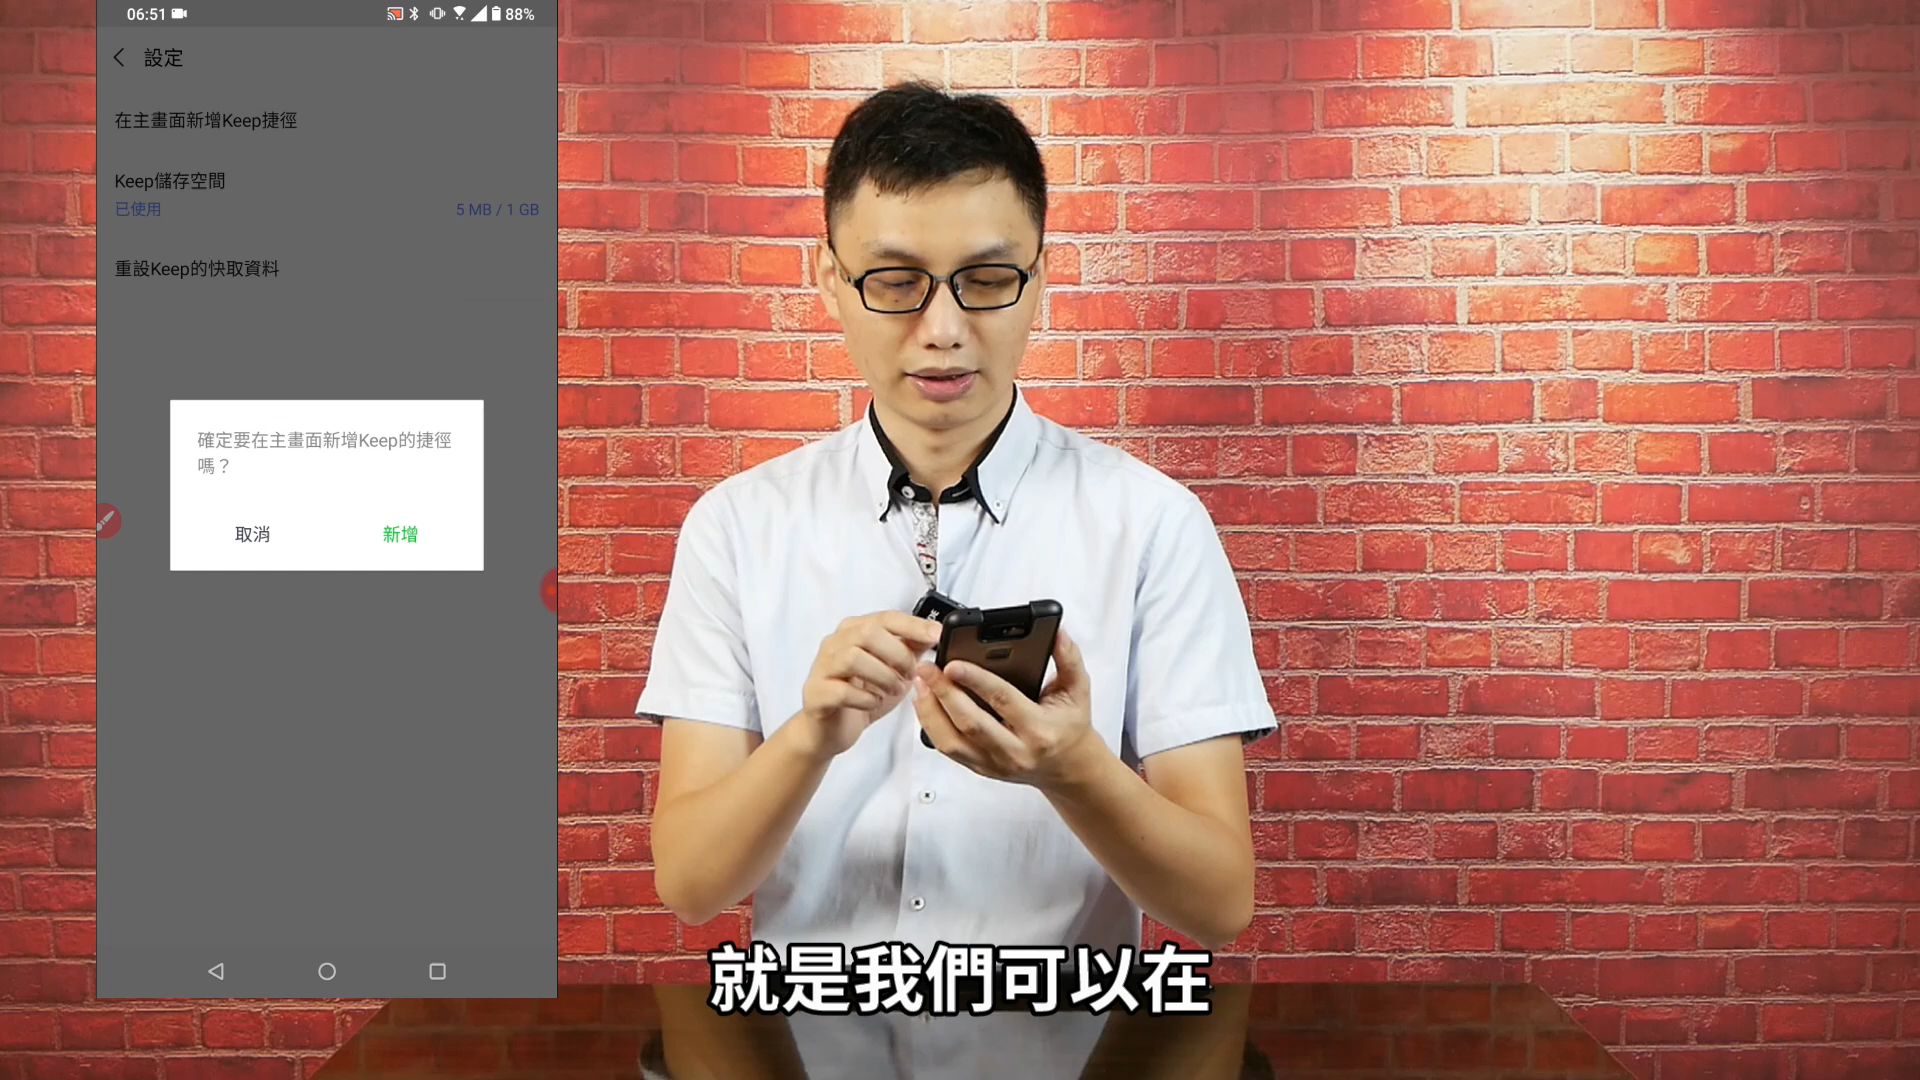 06:51
88%
設定
在主畫面新增Keep捷徑
Keep儲存空間
已使用
5 MB / 1 GB
重設Keep的快取資料
確定要在主畫面新增Keep的捷徑
嗎？
取消
新增
就是我們可以在